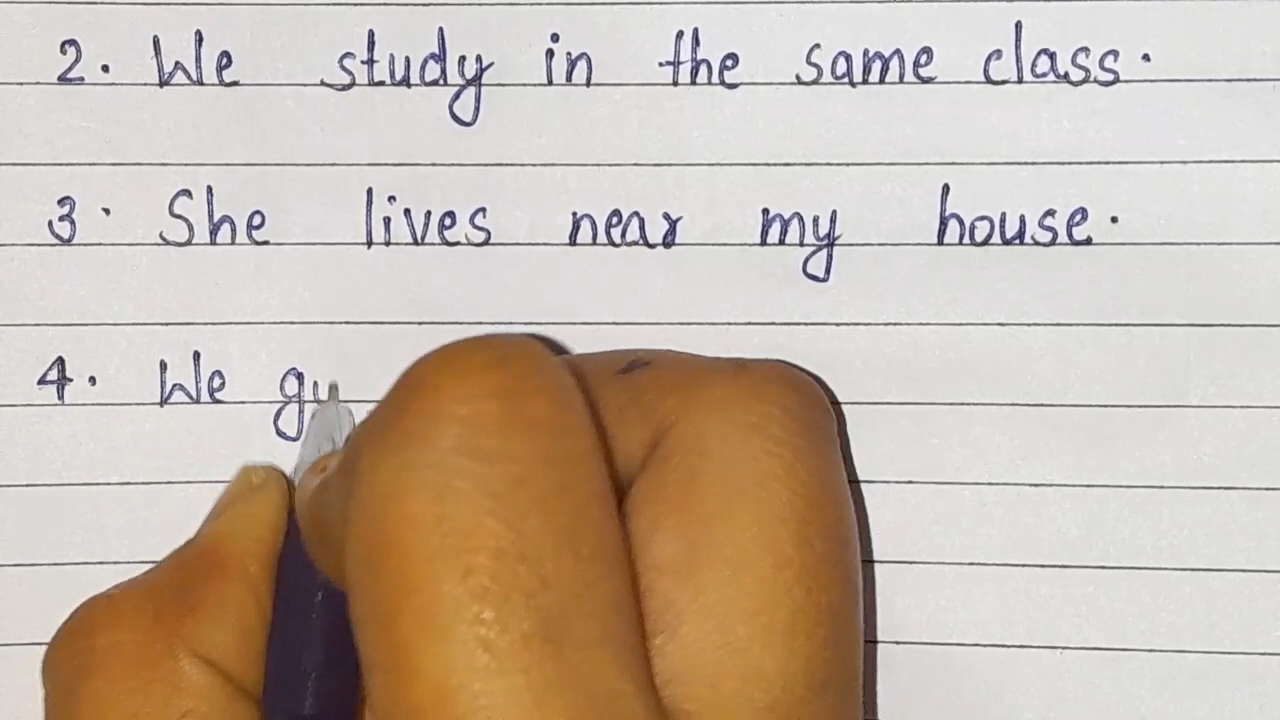 2. We study in the same class.
3. She lives near my house.
4. We